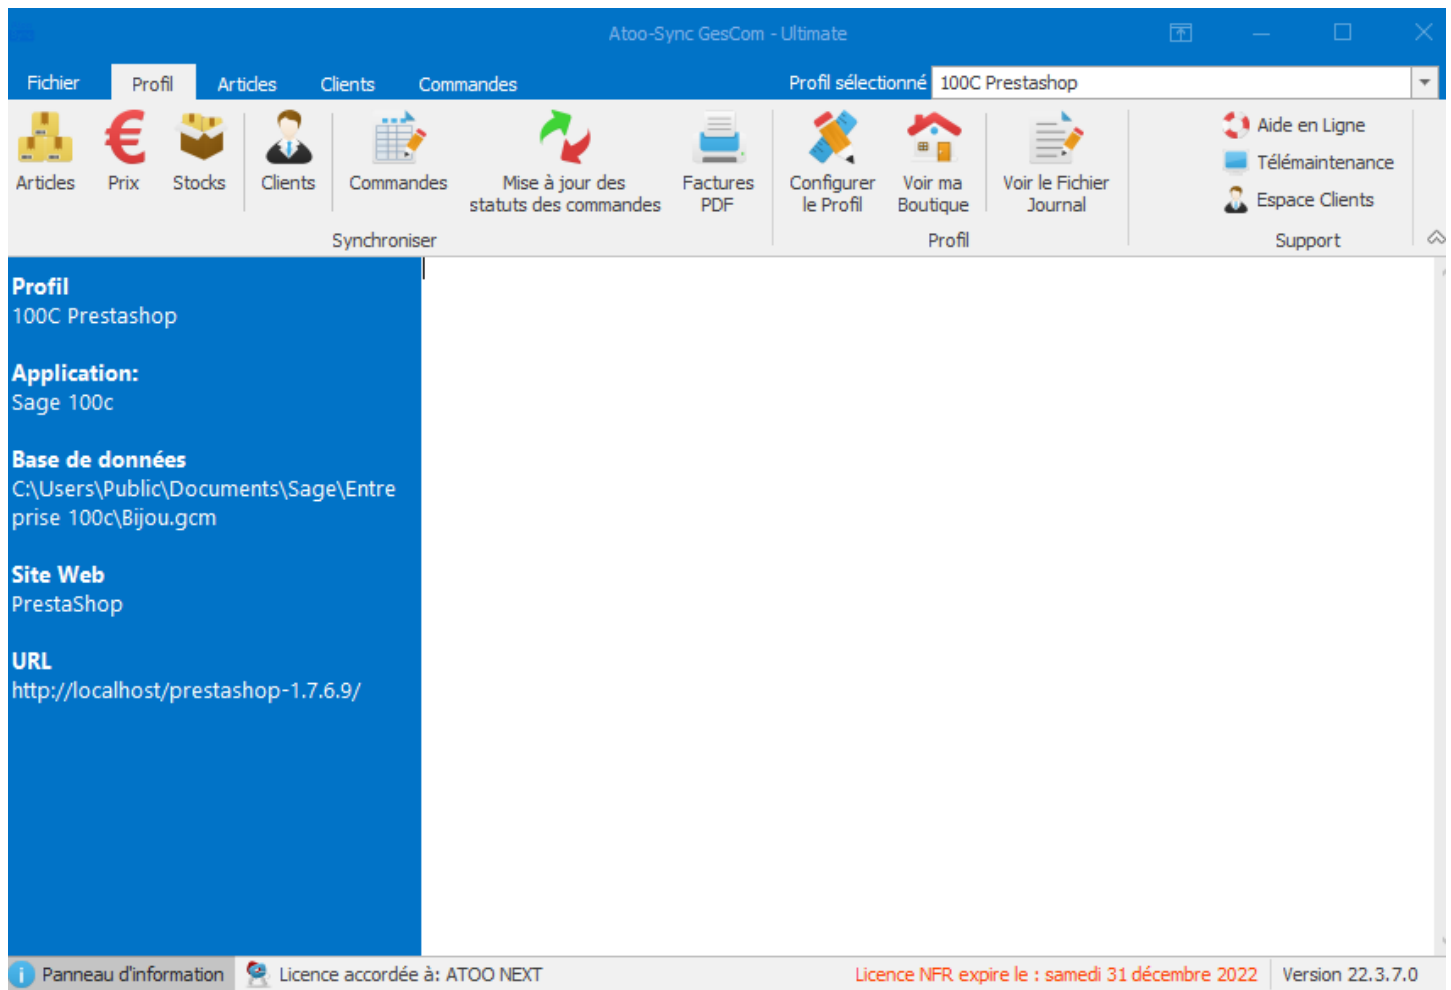 Atoo-Sync GesCom - Ultimate
Fichier Profil Articles Clients Commandes Profil sélectionné 100C Prestashop
Articles Prix Stocks Clients Commandes Mise à jour des statuts des commandes Factures PDF
Synchroniser
Configurer le Profil Voir ma Boutique Voir le Fichier Journal
Profil
Aide en Ligne
Télémaintenance
Espace Clients
Support
Profil
100C Prestashop
Application:
Sage 100c
Base de données
C:\Users\Public\Documents\Sage\Entre
prise 100c\Bijou.gcm
Site Web
PrestaShop
URL
http://localhost/prestashop-1.7.6.9/
Panneau d'information Licence accordée à: ATOO NEXT Licence NFR expire le : samedi 31 décembre 2022 Version 22.3.7.0